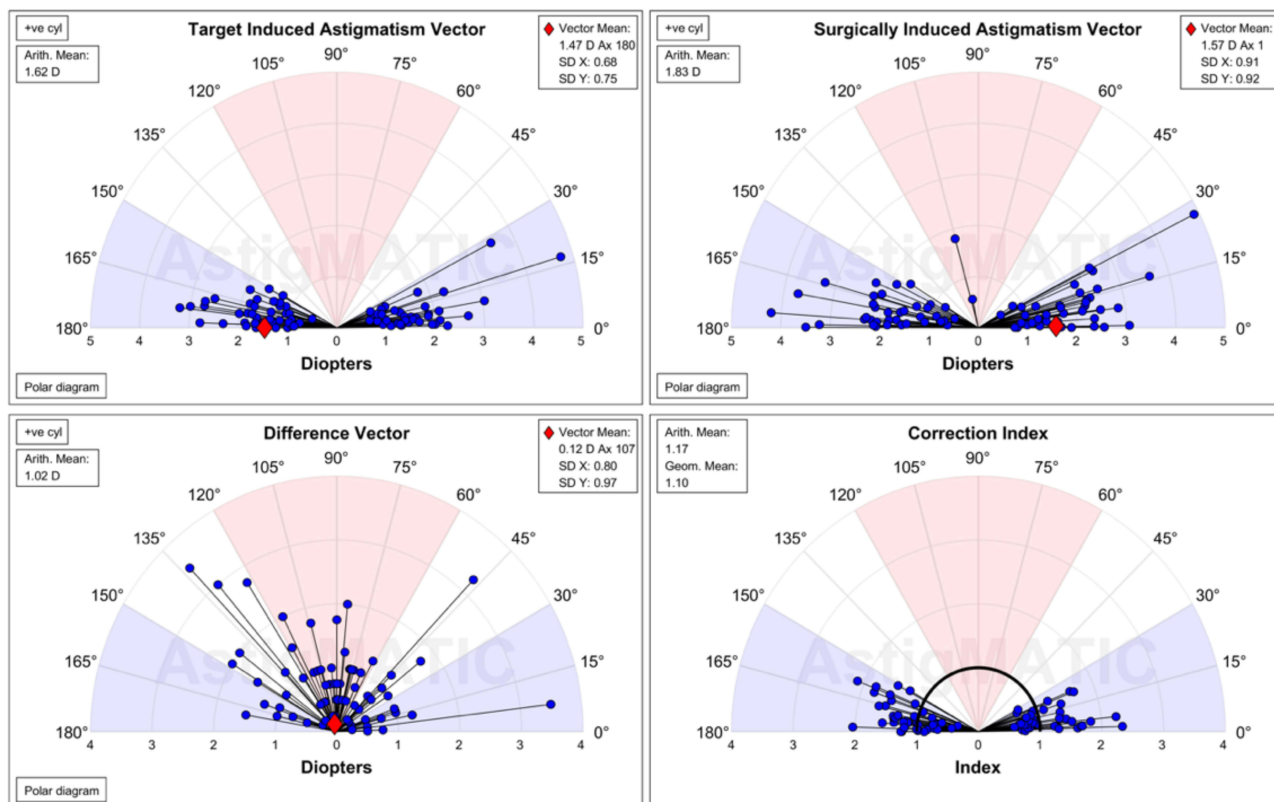 +ve cyl
Target Induced Astigmatism Vector
Arith. Mean:
1.62 D
Vector Mean:
1.47 D Ax 180
SD X: 0.68
SD Y: 0.75
90°
105°
75°
120°
60°
135°
45°
150°
30°
165°
15°
180°
0°
AstigMATIC
5
4
3
2
1
0
1
2
3
4
5
Diopters
Polar diagram
+ve cyl
Surgically Induced Astigmatism Vector
Arith. Mean:
1.83 D
Vector Mean:
1.57 D Ax 1
SD X: 0.91
SD Y: 0.92
90°
105°
75°
120°
60°
135°
45°
150°
30°
165°
15°
180°
0°
AstigMATIC
5
4
3
2
1
0
1
2
3
4
5
Diopters
Polar diagram
+ve cyl
Difference Vector
Arith. Mean:
1.02 D
Vector Mean:
0.12 D Ax 107
SD X: 0.80
SD Y: 0.97
90°
105°
75°
120°
60°
135°
45°
150°
30°
165°
15°
180°
0°
AstigMATIC
4
3
2
1
0
1
2
3
4
Diopters
Polar diagram
Arith. Mean:
1.17
Geom. Mean:
1.10
Correction Index
90°
105°
75°
120°
60°
135°
45°
150°
30°
165°
15°
180°
0°
AstigMATIC
4
3
2
1
0
1
2
3
4
Index